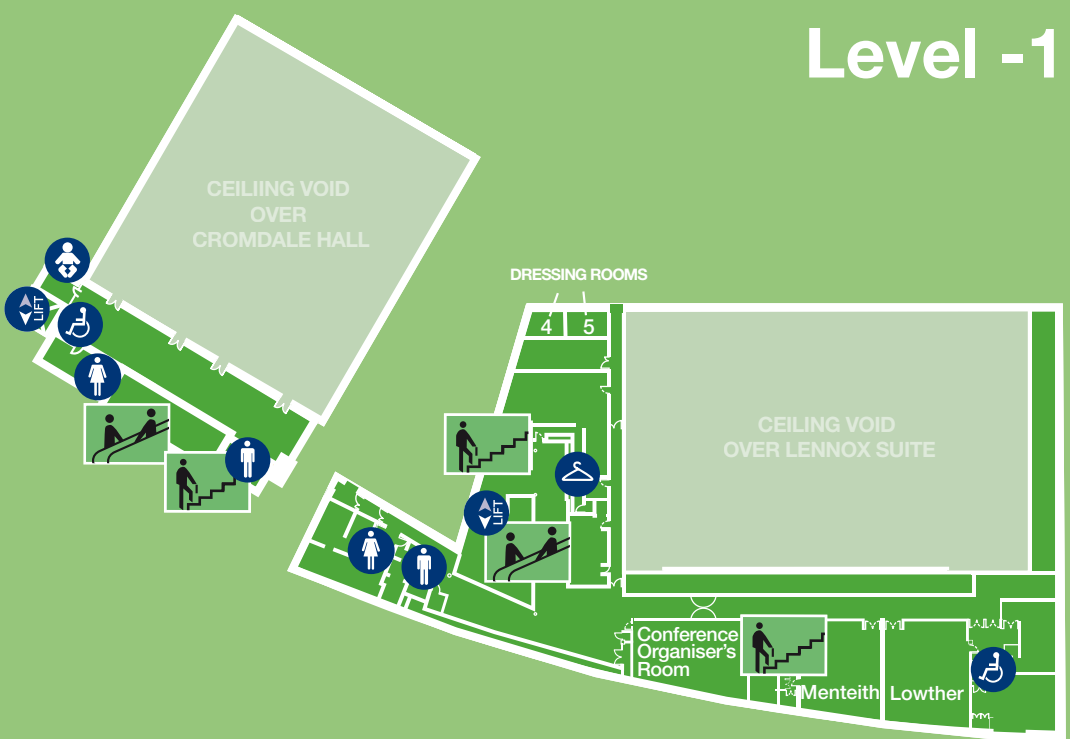 Level -1
CEILIING VOID
OVER
CROMDALE HALL
LIFT
DRESSING ROOMS
4
5
CEILING VOID
OVER LENNOX SUITE
LIFT
Conference
Organiser's
Room
Menteith
Lowther